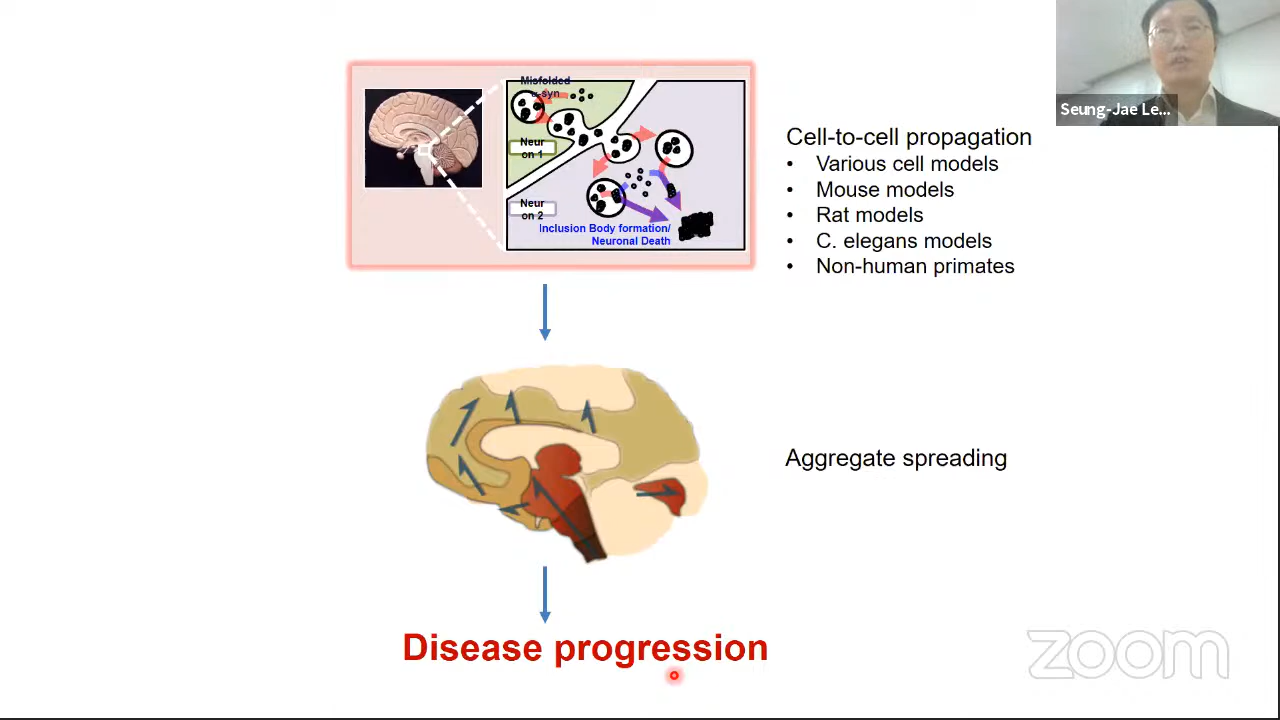 Misfolded
α-syn
Neur
on 1
Neur
on 2
Inclusion Body formation/
Neuronal Death
Seung-Jae Le...
Cell-to-cell propagation
• Various cell models
• Mouse models
• Rat models
• C. elegans models
• Non-human primates
Aggregate spreading
Disease progression
zoom